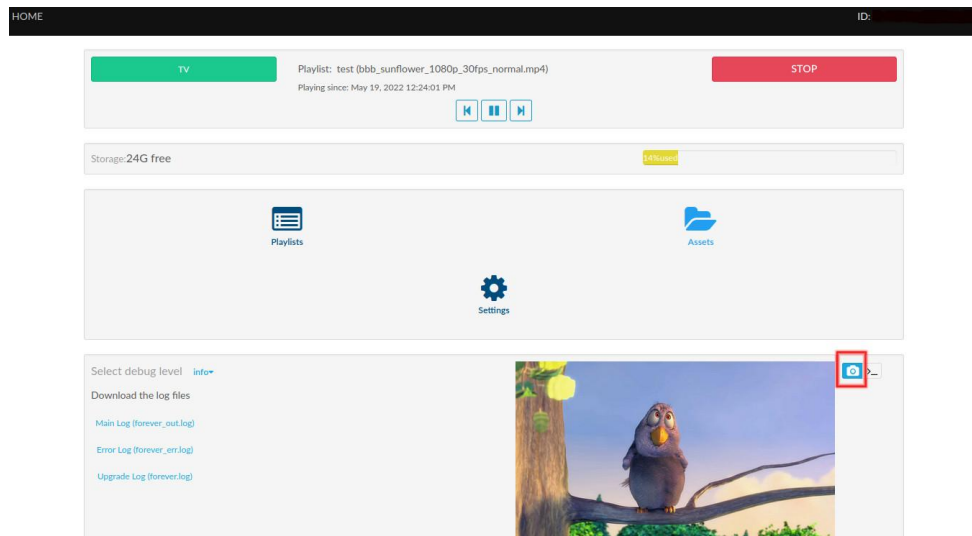 HOME ID:
TV
Playlist: test (bbb_sunflower_1080p_30fps_normal.mp4)
STOP
Playing since: May 19, 2022 12:24:01 PM
Storage:24G free
14%used
Playlists
Assets
Settings
Select debug level info
>_
Download the log files
Main Log (forever_out.log)
Error Log (forever_err.log)
Upgrade Log (forever.log)